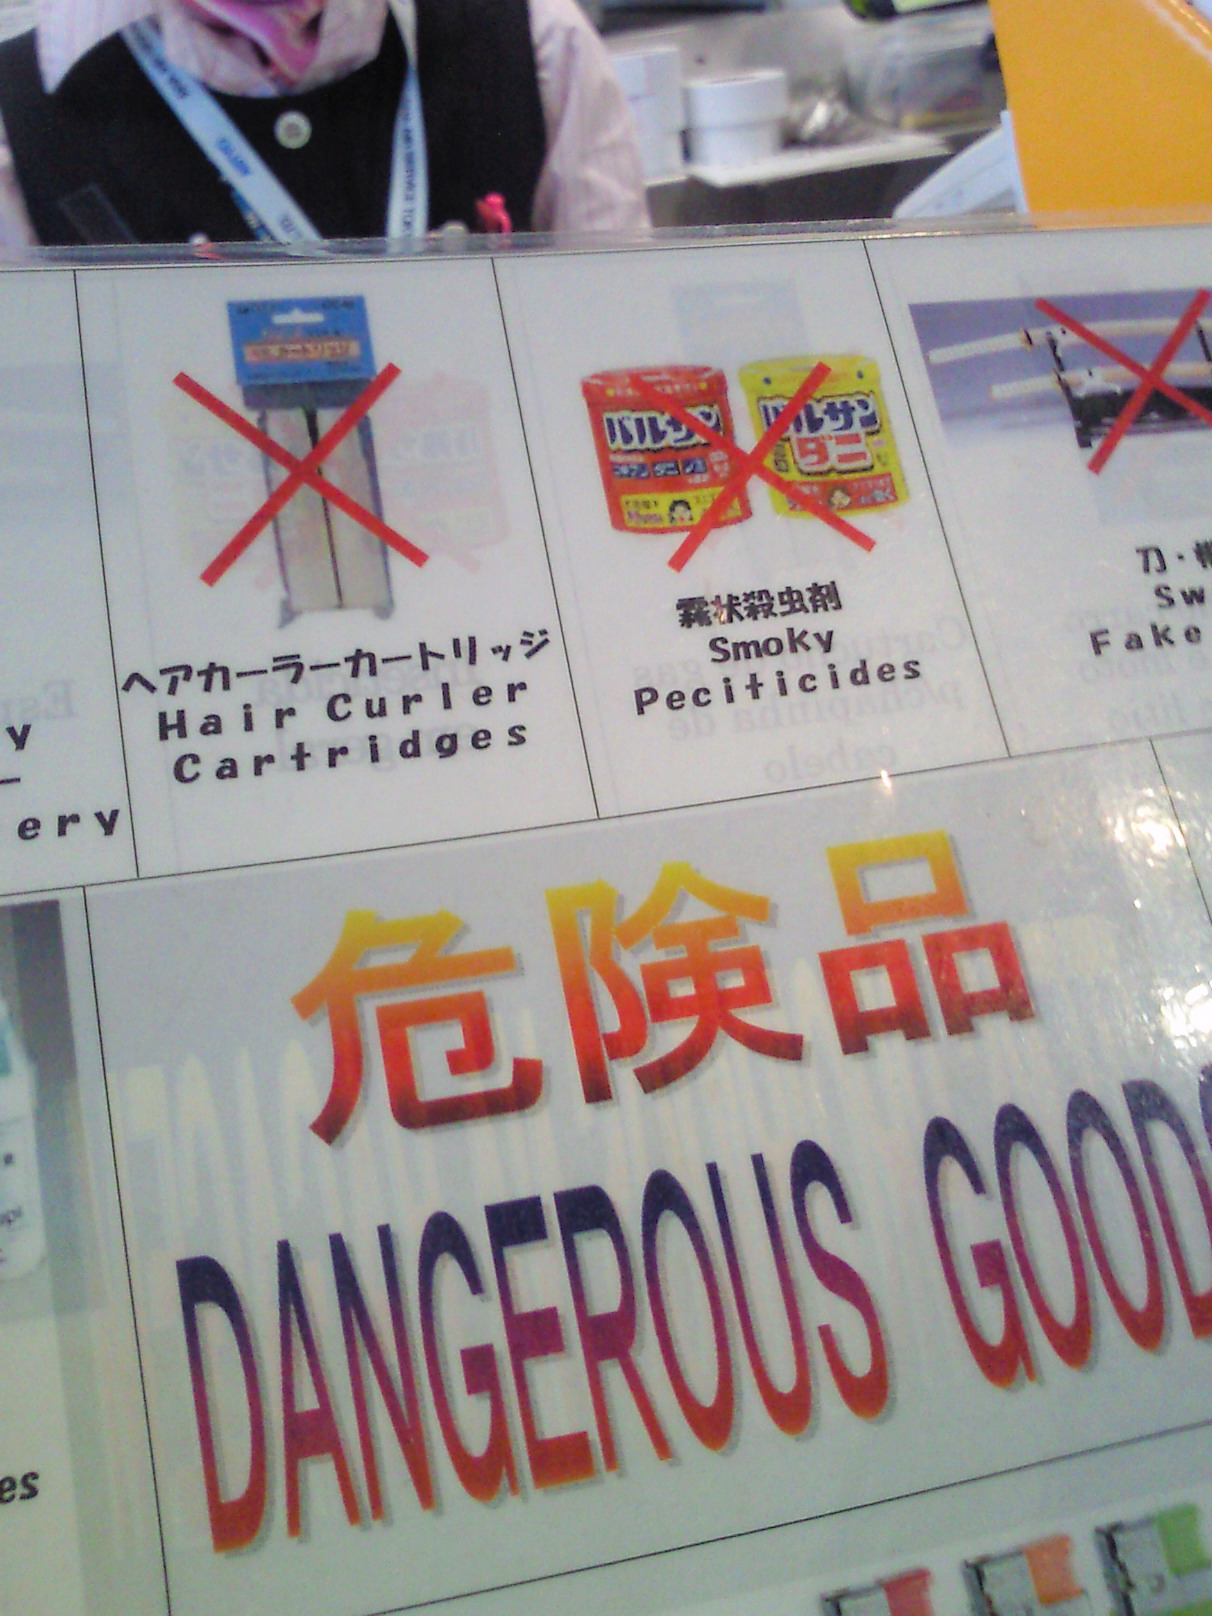 バルサン
バルサン
ダニ
ヘアカーラーカートリッジ
Hair Curler
Cartridges
霧状殺虫剤
Smoky
Peciticides
刀・
Sw
Fake
y
ery
危険品
DANGEROUS GOODS
es